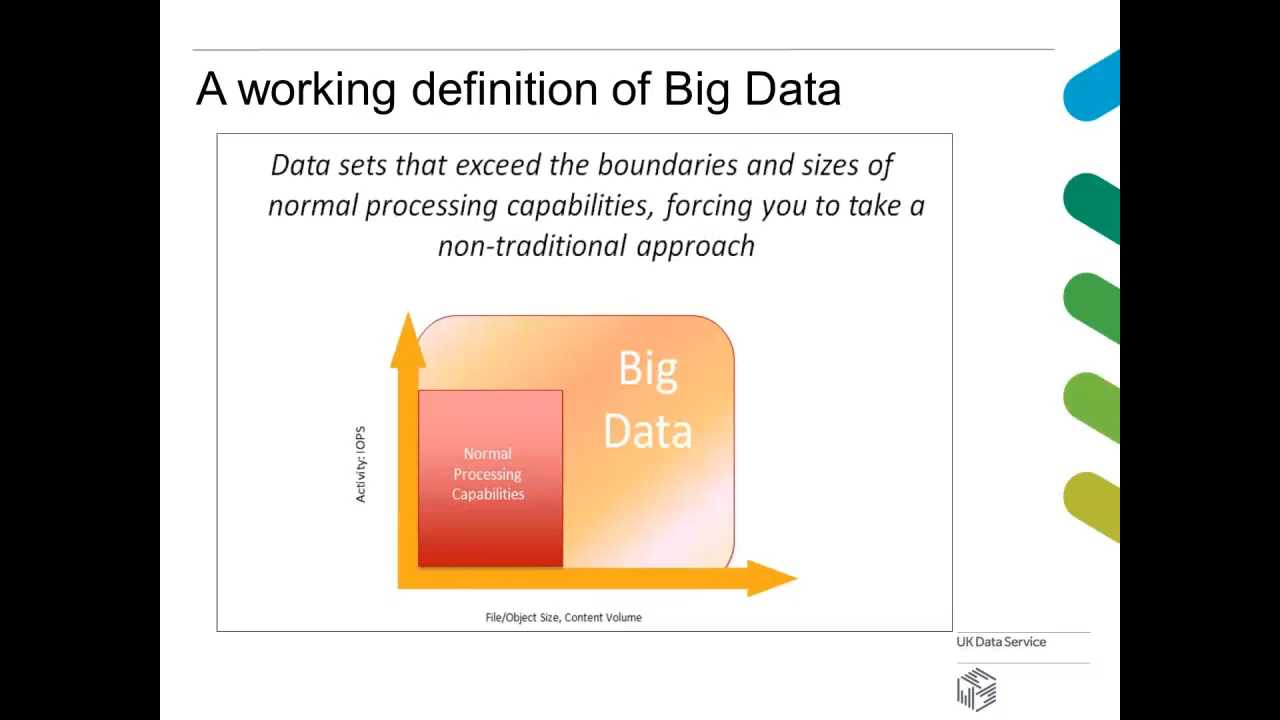 A working definition of Big Data
Data sets that exceed the boundaries and sizes of
normal processing capabilities, forcing you to take a
non-traditional approach
Big
Data
Normal
Processing
Capabilities
Activity: IOPS
File/Object Size, Content Volume
UK Data Service